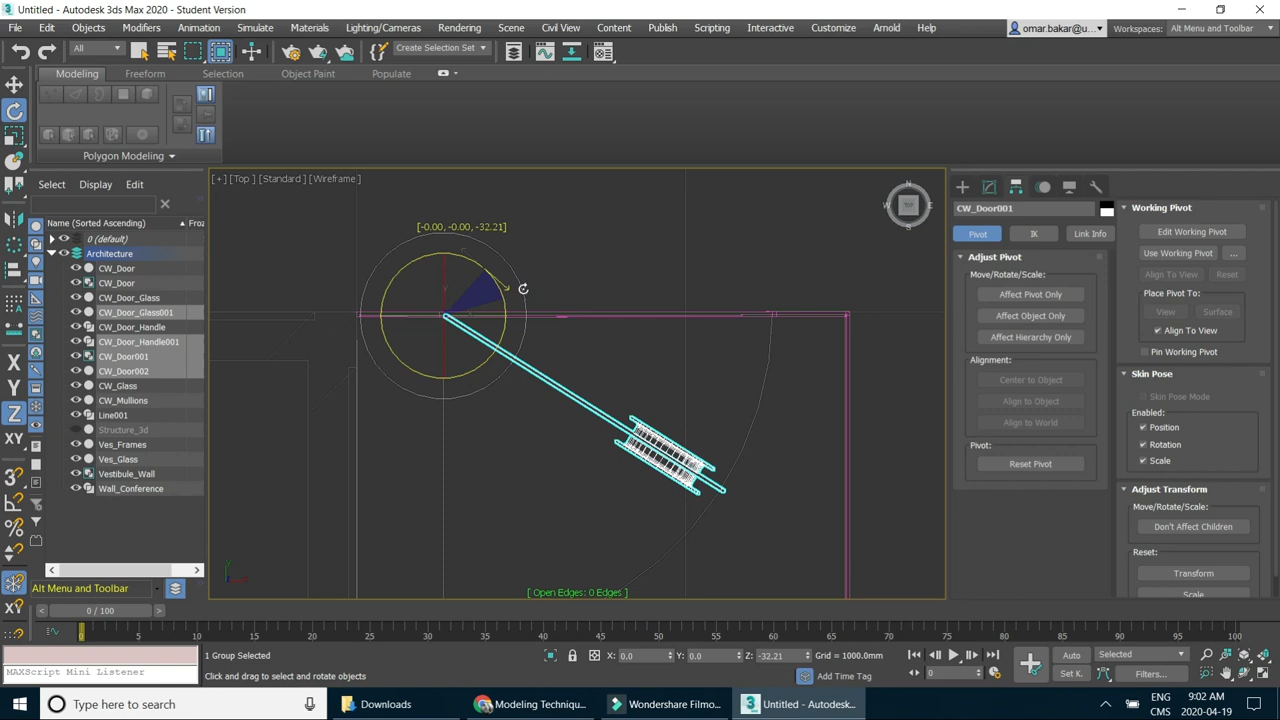 Untitled - Autodesk 3ds Max 2020 - Student Version
File Edit Tools Group Views Create Modifiers Animation Simulate Materials Lighting/Cameras Rendering Scene Civil View Content Publish Scripting Interactive Customize Arnold Help omar.bakar@u... Workspaces: Alt Menu and Toolbar
All Create Selection Set
Modeling Freeform Selection Object Paint Populate
Polygon Modeling
Select Display Edit
Name (Sorted Ascending) Fro
0 (default)
Architecture
CW_Door
CW_Door
CW_Door_Glass
CW_Door_Glass001
CW_Door_Handle
CW_Door_Handle001
CW_Door001
CW_Door002
CW_Glass
CW_Mullions
Line001
Structure_3d
Ves_Frames
Ves_Glass
Vestibule_Wall
Wall_Conference
X
Y
Z
XY
XY
[+] [Top ] [Standard ] [Wireframe ]
[-0.00, -0.00, -32.21]
N
W TOP E
S
[ Open Edges: 0 Edges ]
CW_Door001
Pivot IK Link Info
Adjust Pivot
Move/Rotate/Scale:
Affect Pivot Only
Affect Object Only
Affect Hierarchy Only
Alignment:
Center to Object
Align to Object
Align to World
Pivot:
Reset Pivot
Working Pivot
Edit Working Pivot
Use Working Pivot ...
Align To View Reset
Place Pivot To:
View Surface
Align To View
Pin Working Pivot
Skin Pose
Skin Pose Mode
Enabled:
Position
Rotation
Scale
Adjust Transform
Move/Rotate/Scale:
Don't Affect Children
Reset:
Transform
Scale
Alt Menu and Toolbar
0 / 100
0 5 10 15 20 25 30 35 40 45 50 55 60 65 70 75 80 85 90 95 100
MAXScript Mini Listener
1 Group Selected
Click and drag to select and rotate objects
X: 0.0 Y: 0.0 Z: -32.21 Grid = 1000.0mm
Add Time Tag
0
Auto Selected
Set K. Filters...
Type here to search
Downloads
Modeling Techniqu...
Wondershare Filmo...
Untitled - Autodesk...
ENG
CMS
9:02 AM
2020-04-19